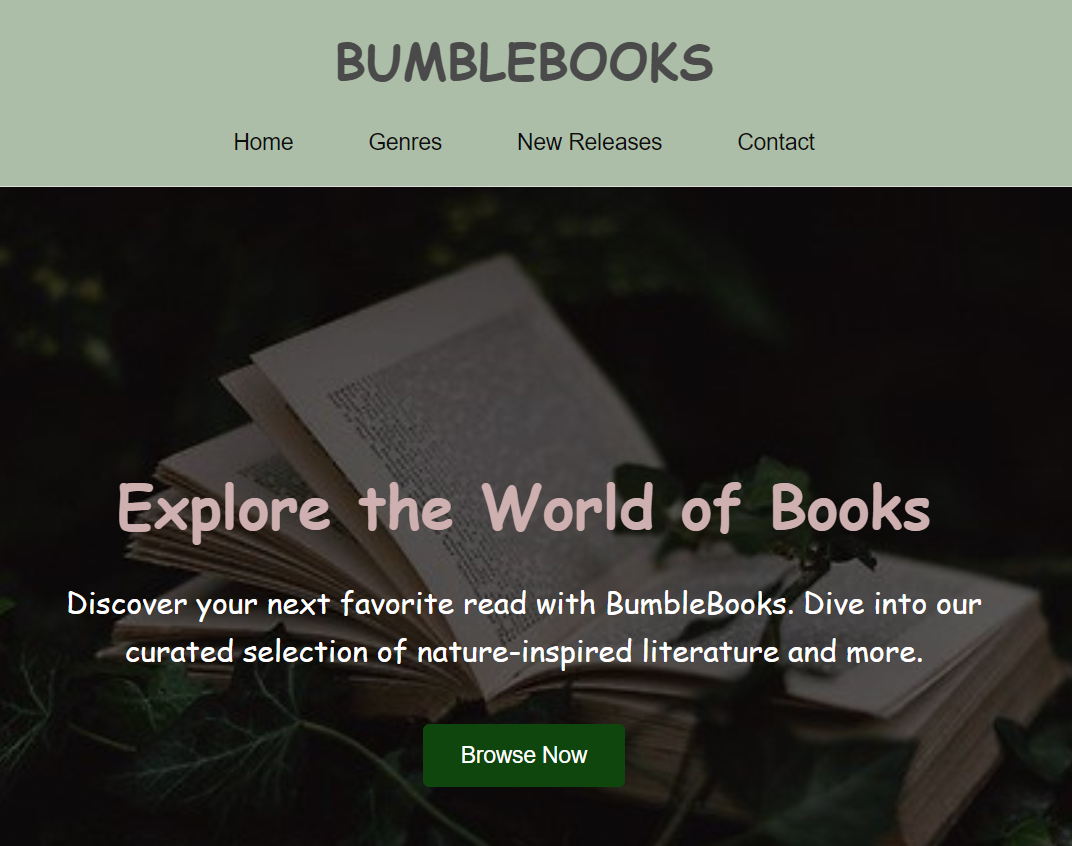 BUMBLEBOOKS
Home Genres New Releases Contact
Explore the World of Books
Discover your next favorite read with BumbleBooks. Dive into our
curated selection of nature-inspired literature and more.
Browse Now